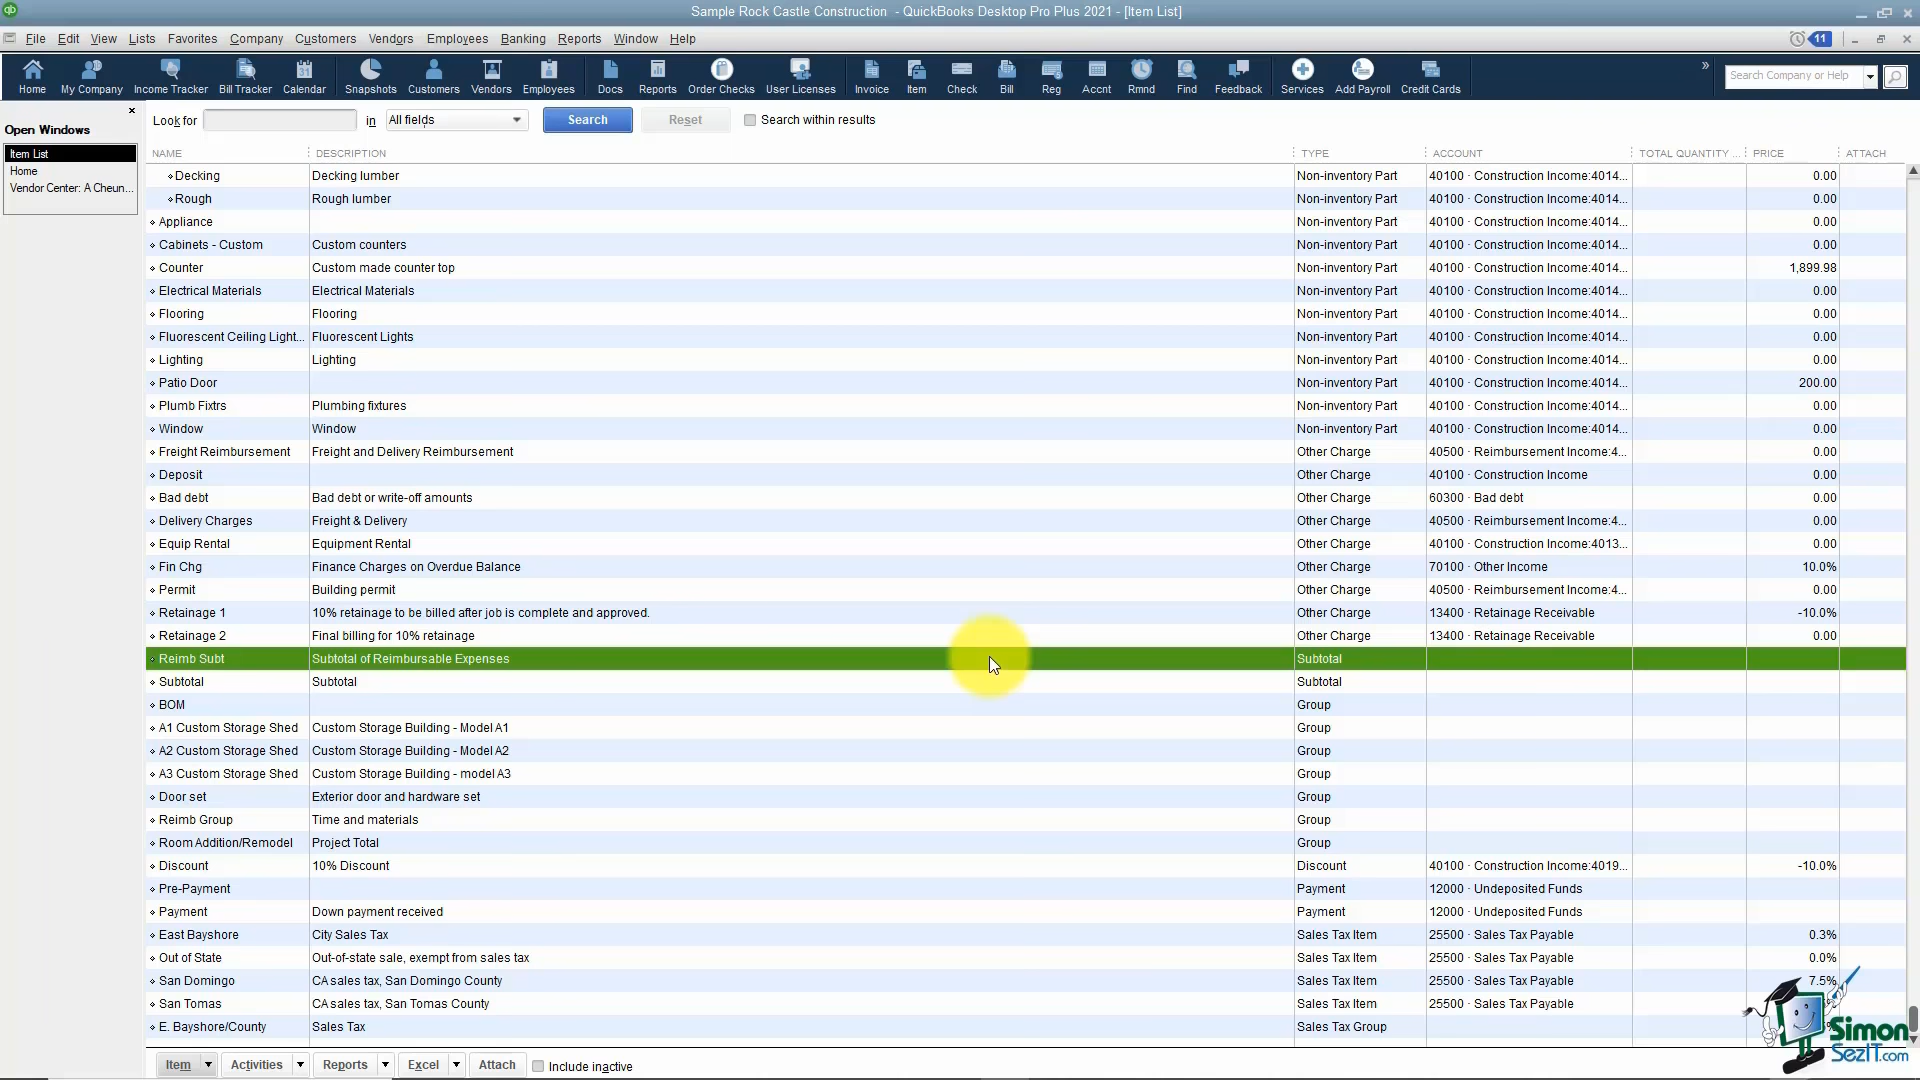 Sample Rock Castle Construction - QuickBooks Desktop Pro Plus 2021 - [Item List]
File Edit View Lists Favorites Company Customers Vendors Employees Banking Reports Window Help
11
Home My Company Income Tracker Bill Tracker Calendar Snapshots Customers Vendors Employees Docs Reports Order Checks User Licenses Invoice Item Check Bill Reg Accnt Rmnd Find Feedback Services Add Payroll Credit Cards
Search Company or Help
Open Windows
Item List
Home
Vendor Center: A Cheun...
Look for in All fields Search Reset Search within results
NAME DESCRIPTION TYPE ACCOUNT TOTAL QUANTITY ... PRICE ATTACH
Decking Decking lumber Non-inventory Part 40100 · Construction Income:4014... 0.00
Rough Rough lumber Non-inventory Part 40100 · Construction Income:4014... 0.00
Appliance Non-inventory Part 40100 · Construction Income:4014... 0.00
Cabinets - Custom Custom counters Non-inventory Part 40100 · Construction Income:4014... 0.00
Counter Custom made counter top Non-inventory Part 40100 · Construction Income:4014... 1,899.98
Electrical Materials Electrical Materials Non-inventory Part 40100 · Construction Income:4014... 0.00
Flooring Flooring Non-inventory Part 40100 · Construction Income:4014... 0.00
Fluorescent Ceiling Light... Fluorescent Lights Non-inventory Part 40100 · Construction Income:4014... 0.00
Lighting Lighting Non-inventory Part 40100 · Construction Income:4014... 0.00
Patio Door Non-inventory Part 40100 · Construction Income:4014... 200.00
Plumb Fixtrs Plumbing fixtures Non-inventory Part 40100 · Construction Income:4014... 0.00
Window Window Non-inventory Part 40100 · Construction Income:4014... 0.00
Freight Reimbursement Freight and Delivery Reimbursement Other Charge 40500 · Reimbursement Income:4... 0.00
Deposit Other Charge 40100 · Construction Income 0.00
Bad debt Bad debt or write-off amounts Other Charge 60300 · Bad debt 0.00
Delivery Charges Freight & Delivery Other Charge 40500 · Reimbursement Income:4... 0.00
Equip Rental Equipment Rental Other Charge 40100 · Construction Income:4013... 0.00
Fin Chg Finance Charges on Overdue Balance Other Charge 70100 · Other Income 10.0%
Permit Building permit Other Charge 40500 · Reimbursement Income:4... 0.00
Retainage 1 10% retainage to be billed after job is complete and approved. Other Charge 13400 · Retainage Receivable -10.0%
Retainage 2 Final billing for 10% retainage Other Charge 13400 · Retainage Receivable 0.00
Reimb Subt Subtotal of Reimbursable Expenses Subtotal
Subtotal Subtotal Subtotal
BOM Group
A1 Custom Storage Shed Custom Storage Building - Model A1 Group
A2 Custom Storage Shed Custom Storage Building - Model A2 Group
A3 Custom Storage Shed Custom Storage Building - model A3 Group
Door set Exterior door and hardware set Group
Reimb Group Time and materials Group
Room Addition/Remodel Project Total Group
Discount 10% Discount Discount 40100 · Construction Income:4019... -10.0%
Pre-Payment Payment 12000 · Undeposited Funds
Payment Down payment received Payment 12000 · Undeposited Funds
East Bayshore City Sales Tax Sales Tax Item 25500 · Sales Tax Payable 0.3%
Out of State Out-of-state sale, exempt from sales tax Sales Tax Item 25500 · Sales Tax Payable 0.0%
San Domingo CA sales tax, San Domingo County Sales Tax Item 25500 · Sales Tax Payable 7.5%
San Tomas CA sales tax, San Tomas County Sales Tax Item 25500 · Sales Tax Payable
E. Bayshore/County Sales Tax Sales Tax Group
Simon
SezIT.com
Item Activities Reports Excel Attach Include inactive